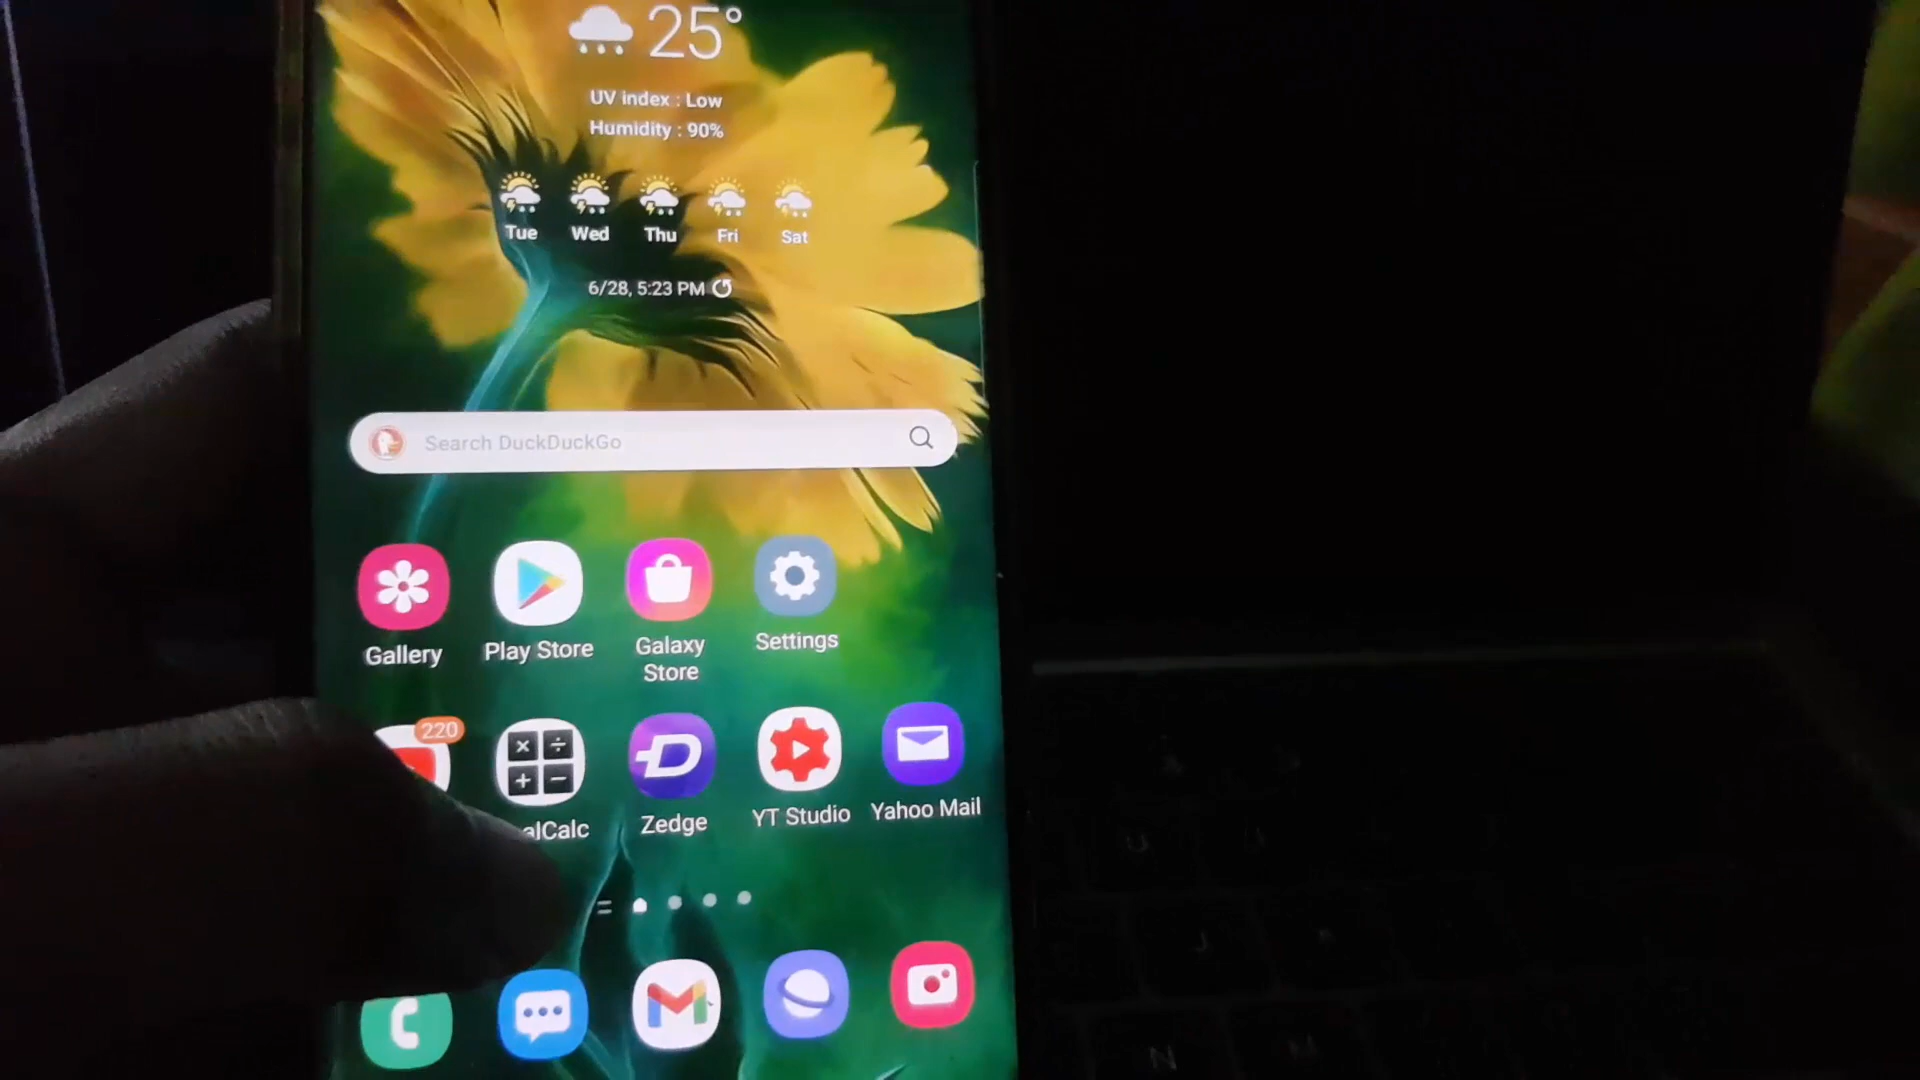 25°
UV index : Low
Humidity : 90%
Tue Wed Thu Fri Sat
6/28, 5:23 PM
Search DuckDuckGo
Gallery
Play Store
Galaxy
Store
Settings
220
alCalc
Zedge
YT Studio
Yahoo Mail
U
J
N